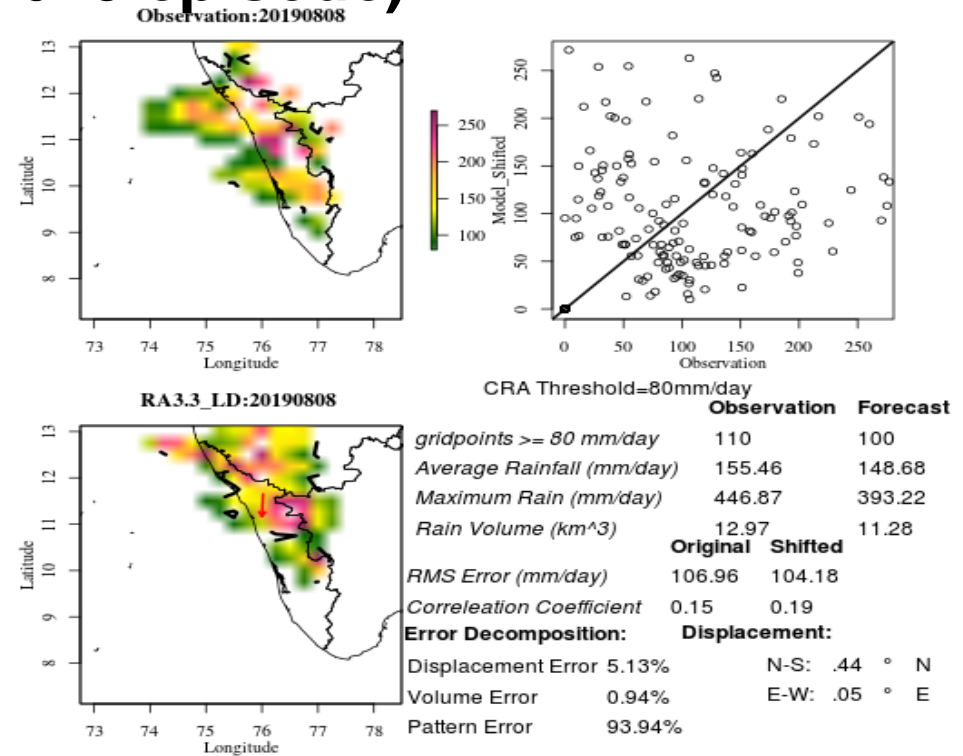 Observation:20190808
13
12
11
10
9
8
Latitude
73 74 75 76 77 78
Longitude
250
200
150
100
250
200
150
100
50
0
Model_Shifted
0 50 100 150 200 250
Observation
RA3.3_LD:20190808
13
12
11
10
9
8
Latitude
73 74 75 76 77 78
Longitude
CRA Threshold=80mm/day
Observation Forecast
gridpoints >= 80 mm/day 110 100
Average Rainfall (mm/day) 155.46 148.68
Maximum Rain (mm/day) 446.87 393.22
Rain Volume (km^3) 12.97 11.28
Original Shifted
RMS Error (mm/day) 106.96 104.18
Correleation Coefficient 0.15 0.19
Error Decomposition: Displacement:
Displacement Error 5.13% N-S: .44 ° N
Volume Error 0.94% E-W: .05 ° E
Pattern Error 93.94%